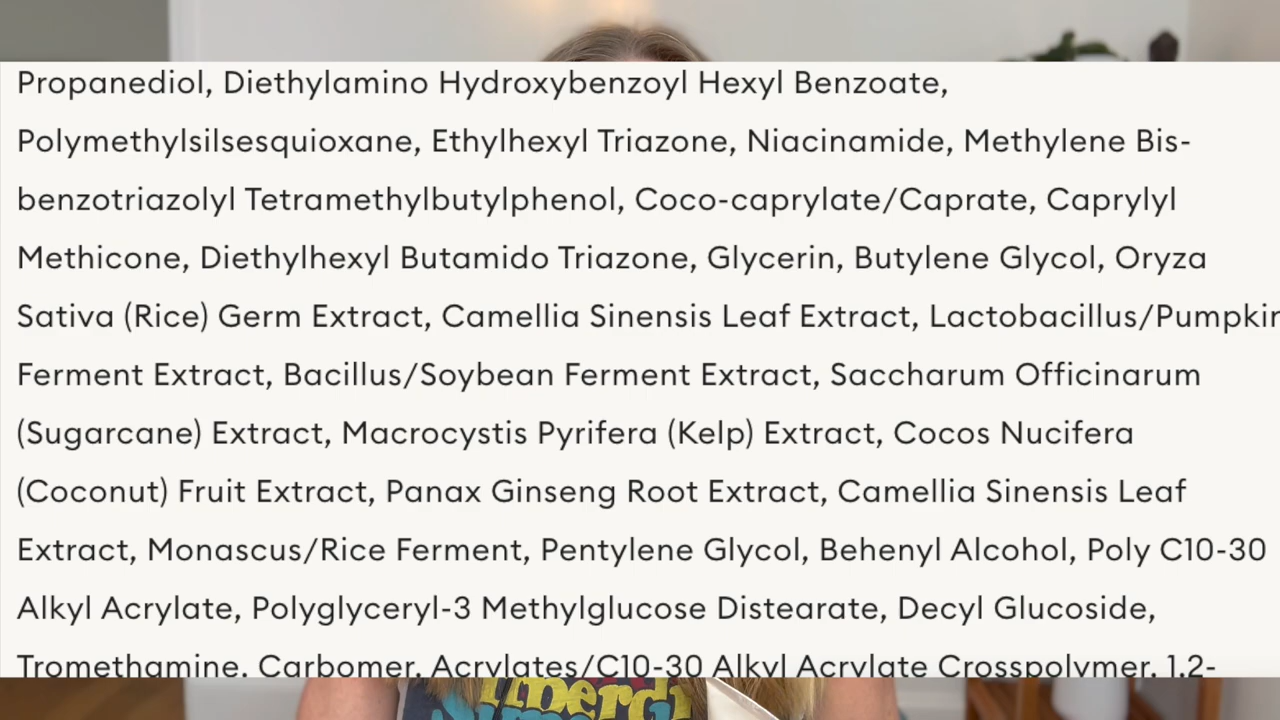 Propanediol, Diethylamino Hydroxybenzoyl Hexyl Benzoate,
Polymethylsilsesquioxane, Ethylhexyl Triazone, Niacinamide, Methylene Bis-
benzotriazolyl Tetramethylbutylphenol, Coco-caprylate/Caprate, Caprylyl
Methicone, Diethylhexyl Butamido Triazone, Glycerin, Butylene Glycol, Oryza
Sativa (Rice) Germ Extract, Camellia Sinensis Leaf Extract, Lactobacillus/Pumpkin
Ferment Extract, Bacillus/Soybean Ferment Extract, Saccharum Officinarum
(Sugarcane) Extract, Macrocystis Pyrifera (Kelp) Extract, Cocos Nucifera
(Coconut) Fruit Extract, Panax Ginseng Root Extract, Camellia Sinensis Leaf
Extract, Monascus/Rice Ferment, Pentylene Glycol, Behenyl Alcohol, Poly C10-30
Alkyl Acrylate, Polyglyceryl-3 Methylglucose Distearate, Decyl Glucoside,
Tromethamine, Carbomer, Acrylates/C10-30 Alkyl Acrylate Crosspolymer, 1,2-